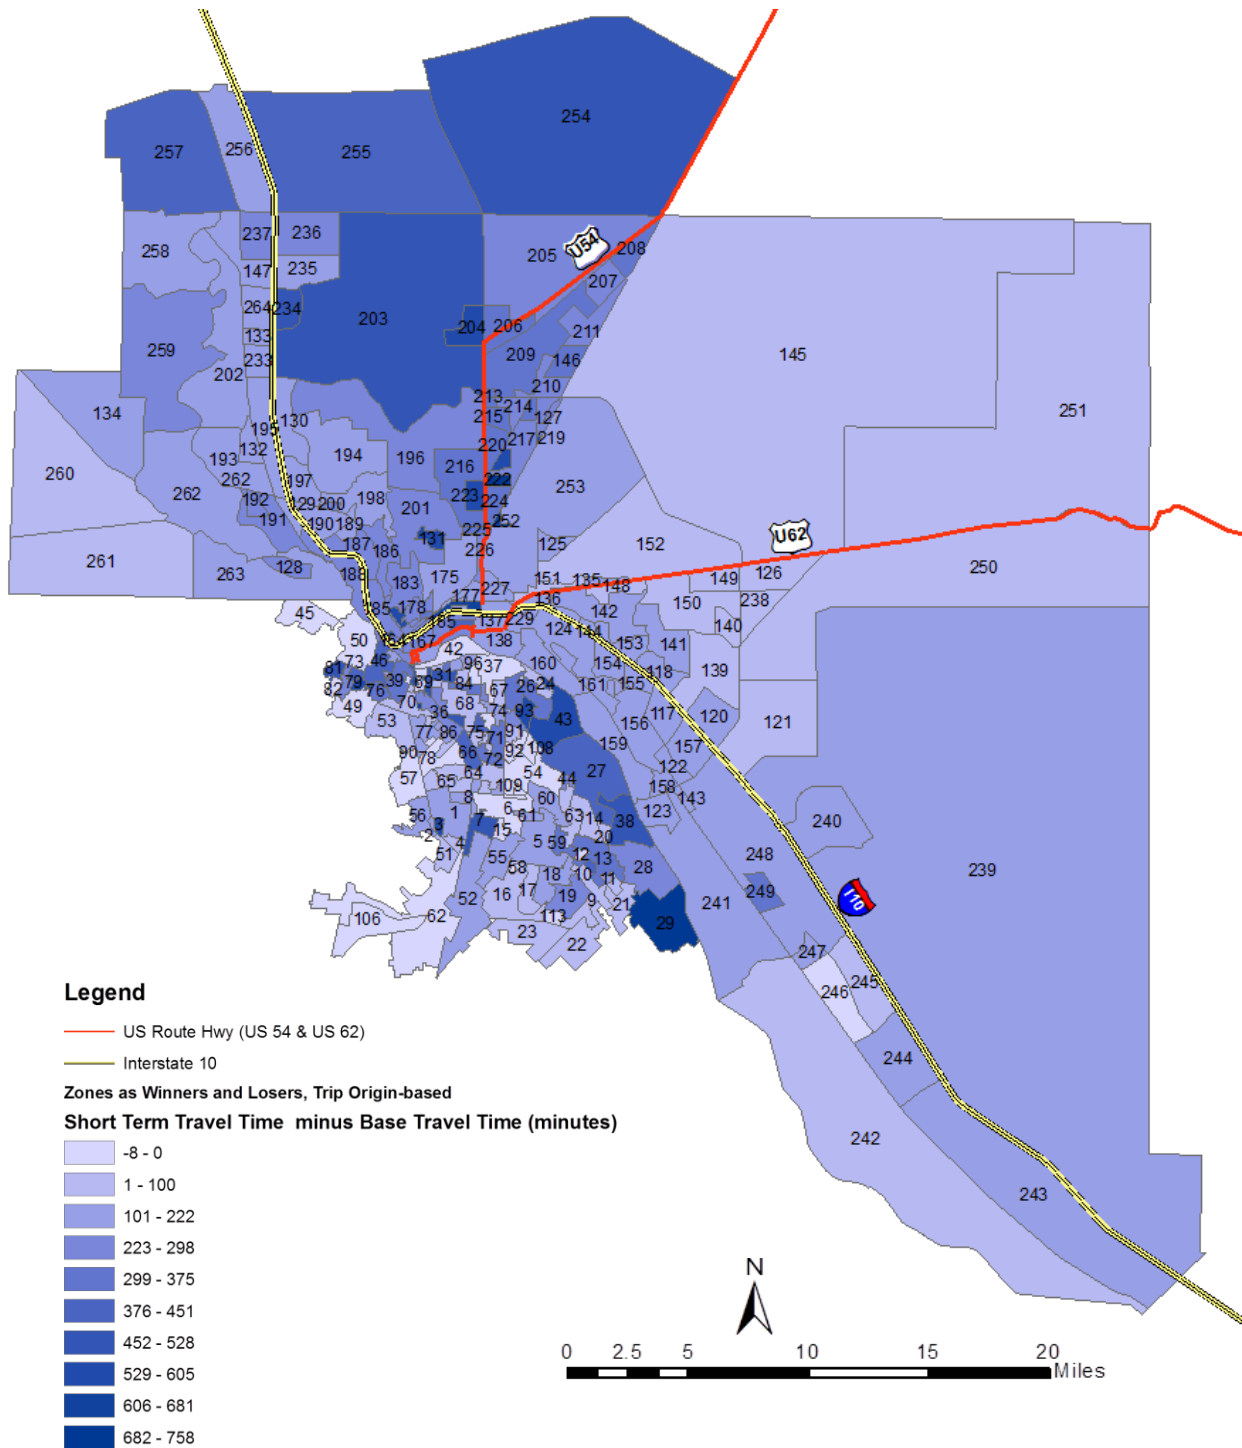 254
257 256 255
258 237 236 205 U54 208
147 235 207
264 234 203 204 206 211 145
133 209 146
259 233 210
202 213 214 251
134 130 215 127
195 220 217 219
193 132 194 196 216
260 262 197 222 253
262 192 129 200 198 223 224
191 190 189 201 252
187 131 225 U62
186 226 125 152
261 263 128 188 183 175 151 135 149 126 250
178 177 227 136 148 150 238
45 185 165 137 229 142
50 164 167 138 124 144 140
73 46 42 153 141
81 96 37 160 154 118 139
79 39 69 31 84 26 24 161 155
82 76 67
49 70 36 68 74 93 43 156 117 120 121
53 77 86 75 71 91 159 157
90 78 66 72 92 108 122
57 64 54 27
65 109 44 158
8 60 143
56 1 6 61 63 14 38 123 240
3 7
2 4 15 5 59 20 248
51 55 12 13 28 239
58 18 10 11
52 16 17 19 9 21 249 I10
106 62 113 29 241
23 22
247
246 245
244
242
243
Legend
US Route Hwy (US 54 & US 62)
Interstate 10
Zones as Winners and Losers, Trip Origin-based
Short Term Travel Time minus Base Travel Time (minutes)
-8 - 0
1 - 100
101 - 222
223 - 298
299 - 375
376 - 451
452 - 528
529 - 605
606 - 681
682 - 758
N
0 2.5 5 10 15 20
Miles